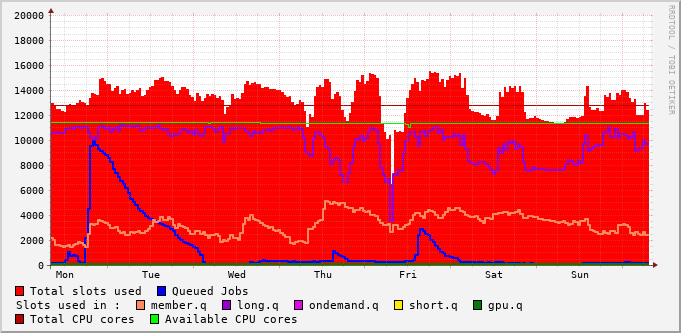 RRDTOOL / TOBI OETIKER
20000
18000
16000
14000
12000
10000
8000
6000
4000
2000
0
Mon Tue Wed Thu Fri Sat Sun
Total slots used Queued Jobs
Slots used in : member.q long.q ondemand.q short.q gpu.q
Total CPU cores Available CPU cores